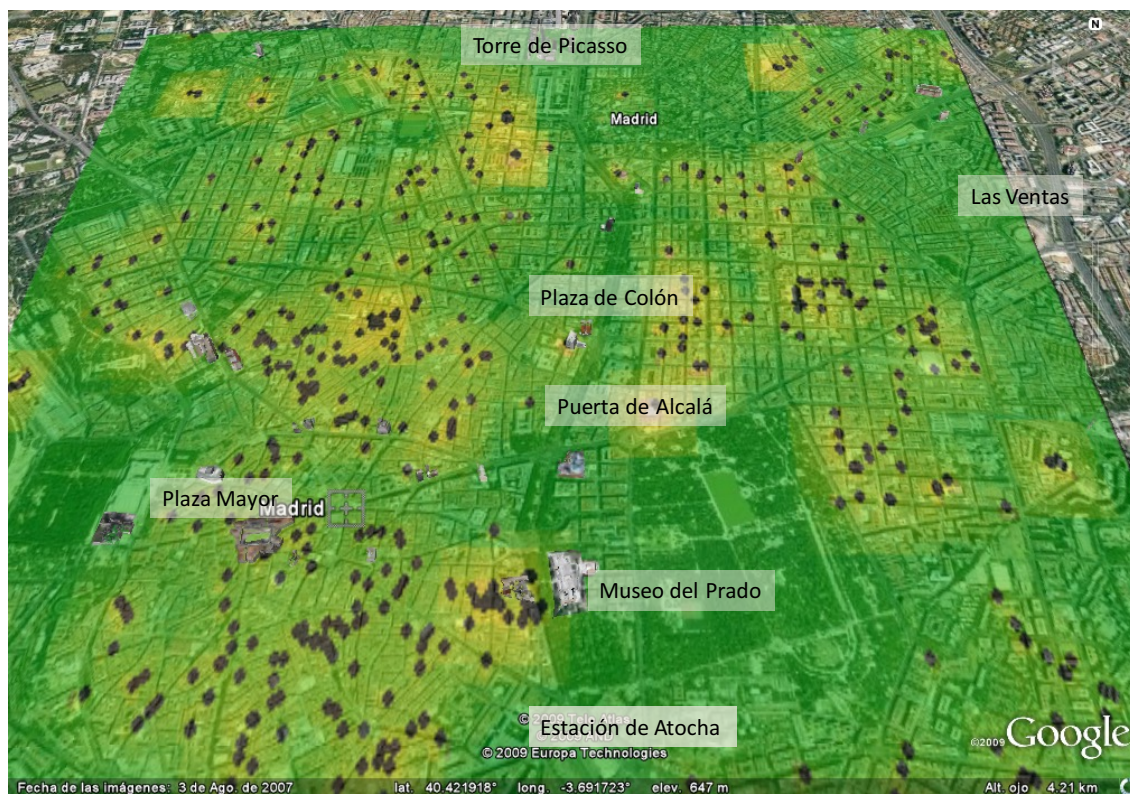 N
Torre de Picasso
Madrid
Las Ventas
Plaza de Colón
Puerta de Alcalá
Plaza Mayor
Madrid
Museo del Prado
© 2009 Tele Atlas
Estación de Atocha
© 2009 Europa Technologies
©2009 Google
Fecha de las imágenes: 3 de Ago. de 2007 lat. 40.421918° long. -3.691723° elev. 647 m Alt. ojo 4.21 km